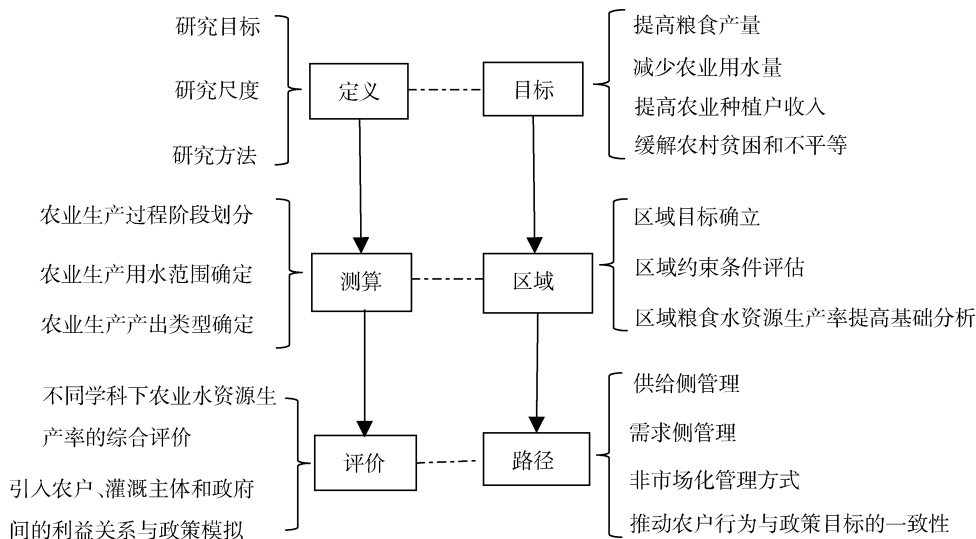 研究目标
研究尺度
研究方法
定义
目标
提高粮食产量
减少农业用水量
提高农业种植户收入
缓解农村贫困和不平等
农业生产过程阶段划分
农业生产用水范围确定
农业生产产出类型确定
测算
区域
区域目标确立
区域约束条件评估
区域粮食水资源生产率提高基础分析
不同学科下农业水资源生
产率的综合评价
引入农户、灌溉主体和政府
间的利益关系与政策模拟
评价
路径
供给侧管理
需求侧管理
非市场化管理方式
推动农户行为与政策目标的一致性